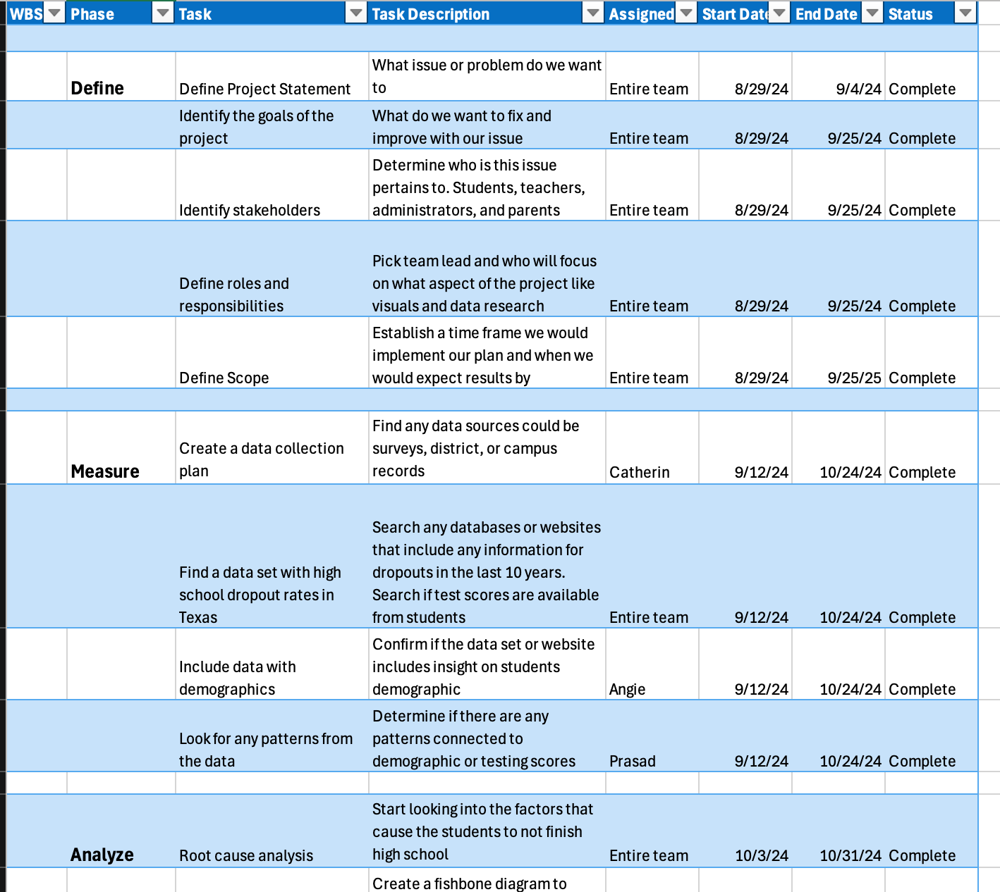 WBS Phase Task Task Description Assigned Start Date End Date Status
What issue or problem do we want
Define Define Project Statement to Entire team 8/29/24 9/4/24 Complete
Identify the goals of the What do we want to fix and
project improve with our issue Entire team 8/29/24 9/25/24 Complete
Determine who is this issue
pertains to. Students, teachers,
Identify stakeholders administrators, and parents Entire team 8/29/24 9/25/24 Complete
Pick team lead and who will focus
Define roles and on what aspect of the project like
responsibilities visuals and data research Entire team 8/29/24 9/25/24 Complete
Establish a time frame we would
implement our plan and when we
Define Scope would expect results by Entire team 8/29/24 9/25/25 Complete
Find any data sources could be
Create a data collection surveys, district, or campus
Measure plan records Catherin 9/12/24 10/24/24 Complete
Search any databases or websites
that include any information for
Find a data set with high dropouts in the last 10 years.
school dropout rates in Search if test scores are available
Texas from students Entire team 9/12/24 10/24/24 Complete
Confirm if the data set or website
Include data with includes insight on students
demographics demographic Angie 9/12/24 10/24/24 Complete
Determine if there are any
Look for any patterns from patterns connected to
the data demographic or testing scores Prasad 9/12/24 10/24/24 Complete
Start looking into the factors that
cause the students to not finish
Analyze Root cause analysis high school Entire team 10/3/24 10/31/24 Complete
Create a fishbone diagram to